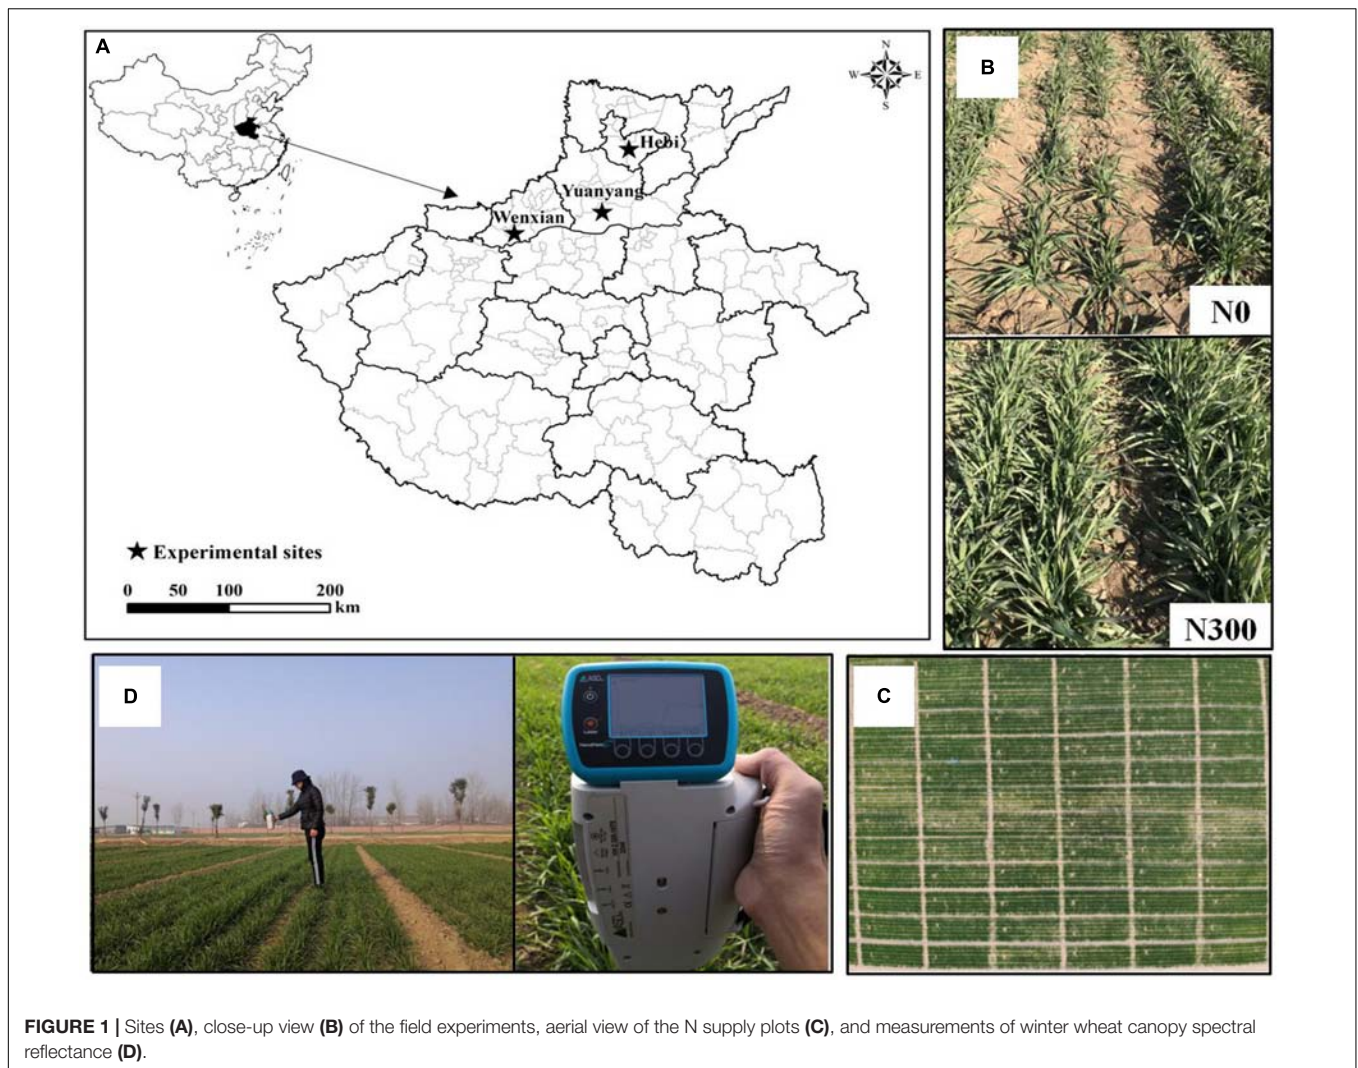 A
N
W
E
S
Hebi
Yuanyang
Wenxian
Experimental sites
0 50 100 200
km
B
N0
N300
D
C
FIGURE 1 | Sites (A), close-up view (B) of the field experiments, aerial view of the N supply plots (C), and measurements of winter wheat canopy spectral
reflectance (D).